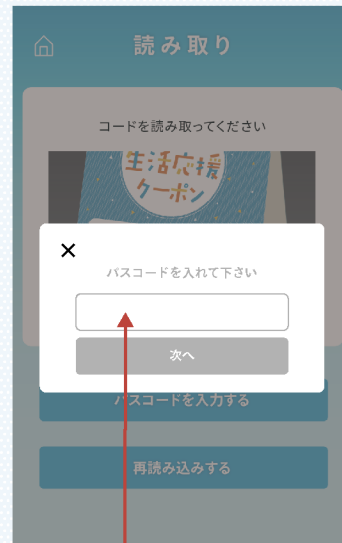 読み取り
コードを読み取ってください
生活応援
クーポン
パスコードを入れて下さい
次へ
パスコードを入力する
再読み込みする